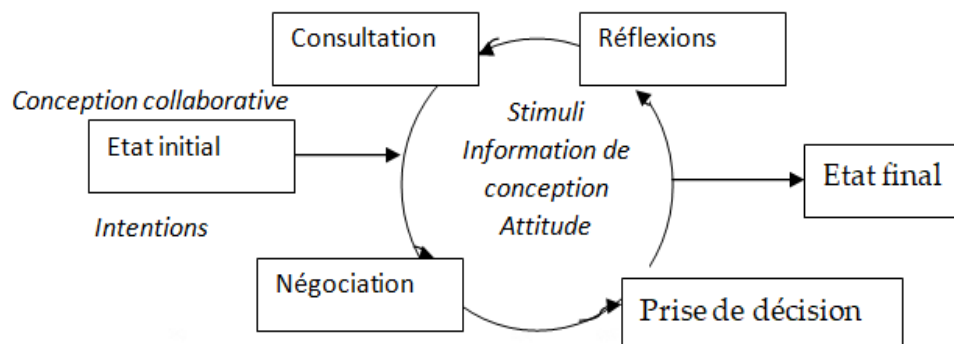 Consultation
Réflexions
Conception collaborative
Etat initial
Stimuli
Information de
conception
Attitude
Etat final
Intentions
Négociation
Prise de décision